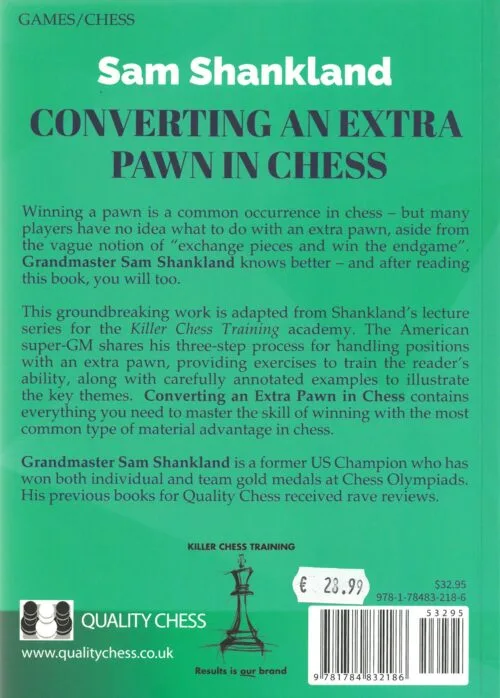 GAMES/CHESS
Sam Shankland
CONVERTING AN EXTRA
PAWN IN CHESS
Winning a pawn is a common occurrence in chess – but many
players have no idea what to do with an extra pawn, aside from
the vague notion of “exchange pieces and win the endgame”.
Grandmaster Sam Shankland knows better – and after reading
this book, you will too.
This groundbreaking work is adapted from Shankland’s lecture
series for the Killer Chess Training academy. The American
super-GM shares his three-step process for handling positions
with an extra pawn, providing exercises to train the reader’s
ability, along with carefully annotated examples to illustrate
the key themes. Converting an Extra Pawn in Chess contains
everything you need to master the skill of winning with the most
common type of material advantage in chess.
Grandmaster Sam Shankland is a former US Champion who has
won both individual and team gold medals at Chess Olympiads.
His previous books for Quality Chess received rave reviews.
KILLER CHESS TRAINING
€ 28.99
$32.95
978-1-78483-218-6
53295
QUALITY CHESS
www.qualitychess.co.uk
Results is our brand
9 781784 832186